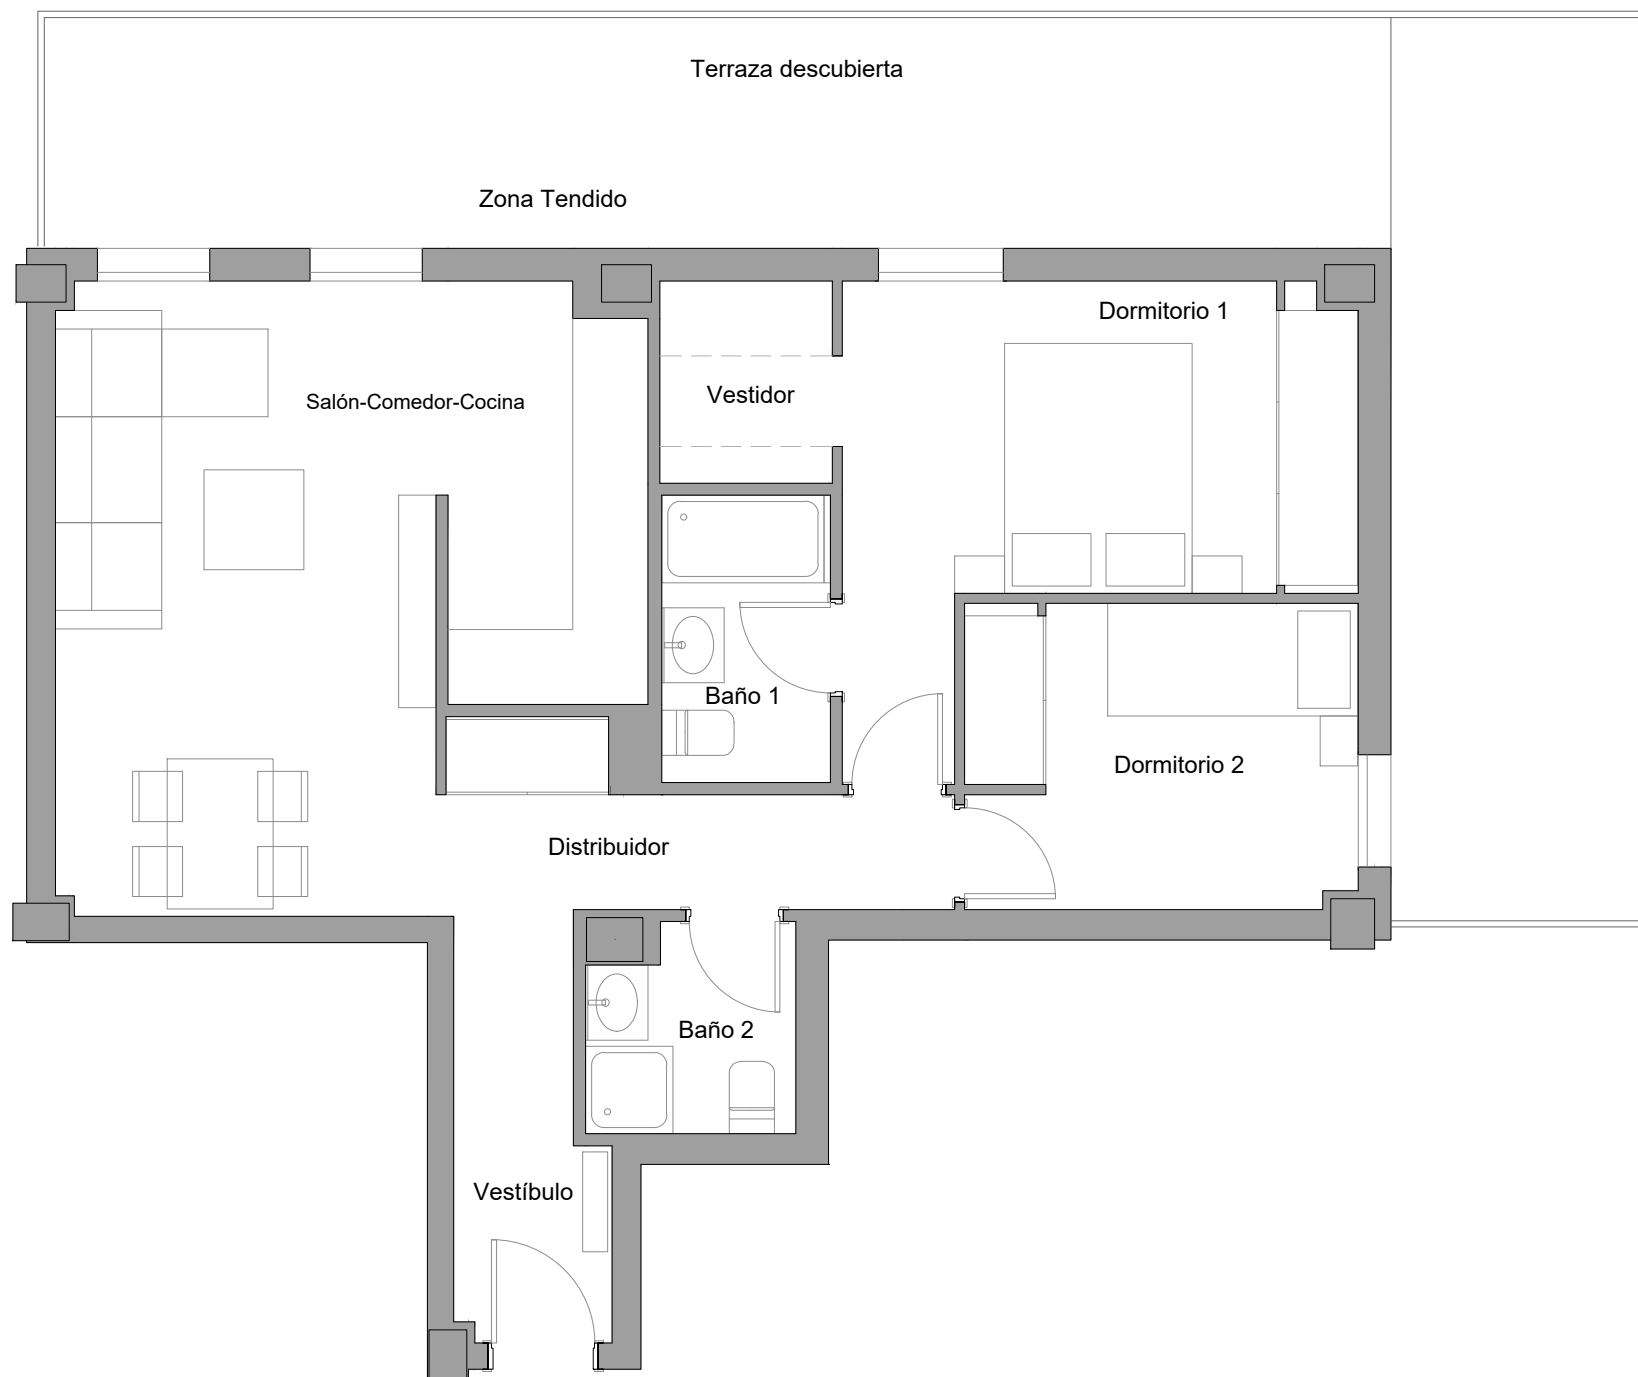 Terraza descubierta
Zona Tendido
Dormitorio 1
Vestidor
Salón-Comedor-Cocina
Baño 1
Dormitorio 2
Distribuidor
Baño 2
Vestíbulo